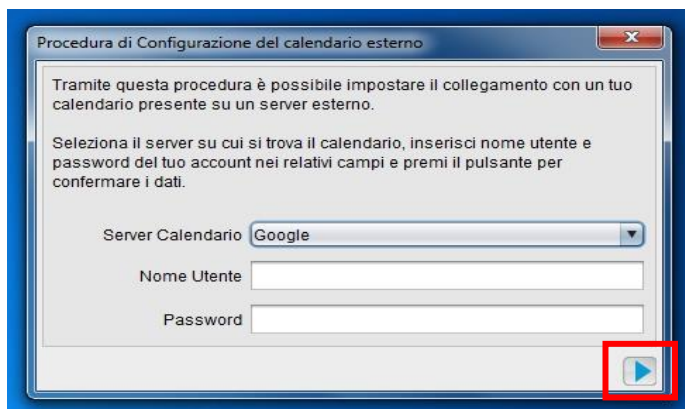 Procedura di Configurazione del calendario esterno
Tramite questa procedura è possibile impostare il collegamento con un tuo
calendario presente su un server esterno.
Seleziona il server su cui si trova il calendario, inserisci nome utente e
password del tuo account nei relativi campi e premi il pulsante per
confermare i dati.
Server Calendario Google
Nome Utente
Password